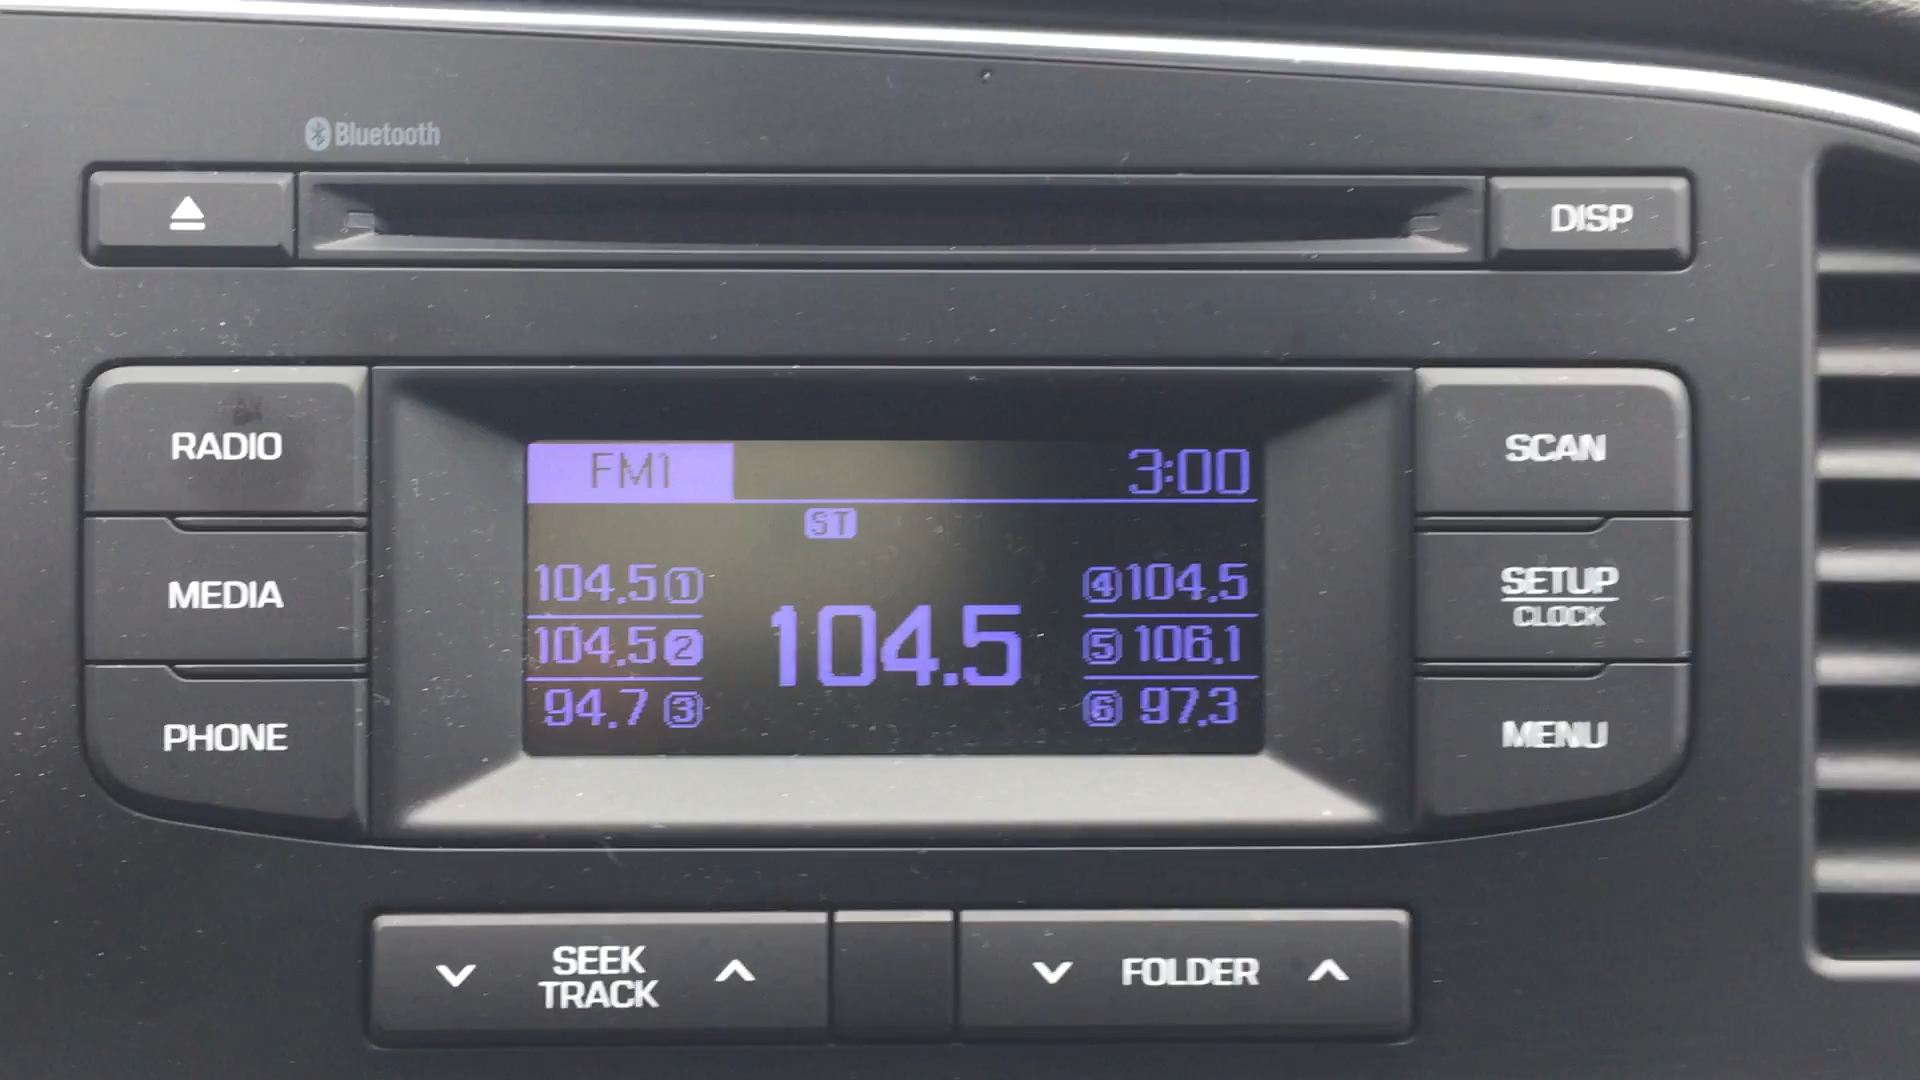 Bluetooth
DISP
RADIO
MEDIA
PHONE
FM1
3:00
ST
104.5 1
104.5 2
94.7 3
104.5
4 104.5
5 106.1
6 97.3
SCAN
SETUP
CLOCK
MENU
SEEK
TRACK
FOLDER